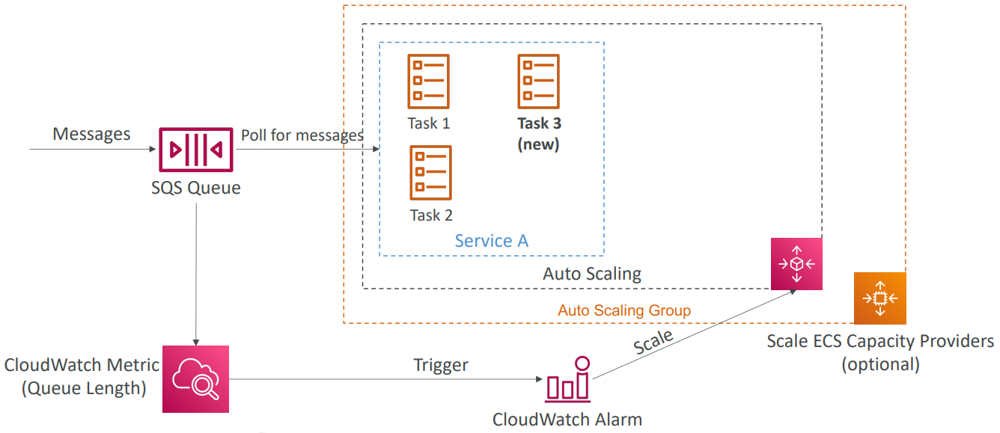 Messages
SQS Queue
Poll for messages
Task 1
Task 2
Task 3
(new)
Service A
Auto Scaling
Auto Scaling Group
Scale ECS Capacity Providers
(optional)
CloudWatch Metric
(Queue Length)
Trigger
CloudWatch Alarm
Scale